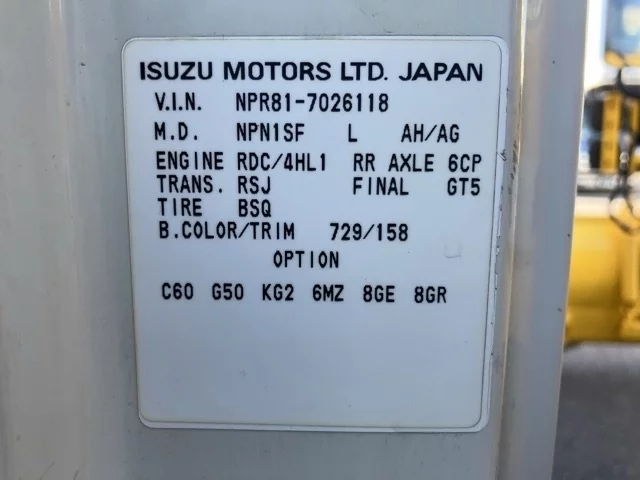 ISUZU MOTORS LTD. JAPAN
V.I.N. NPR81-7026118
M.D. NPN1SF L AH/AG
ENGINE RDC/4HL1 RR AXLE 6CP
TRANS. RSJ FINAL GT5
TIRE BSQ
B.COLOR/TRIM 729/158
OPTION
C60 G50 KG2 6MZ 8GE 8GR